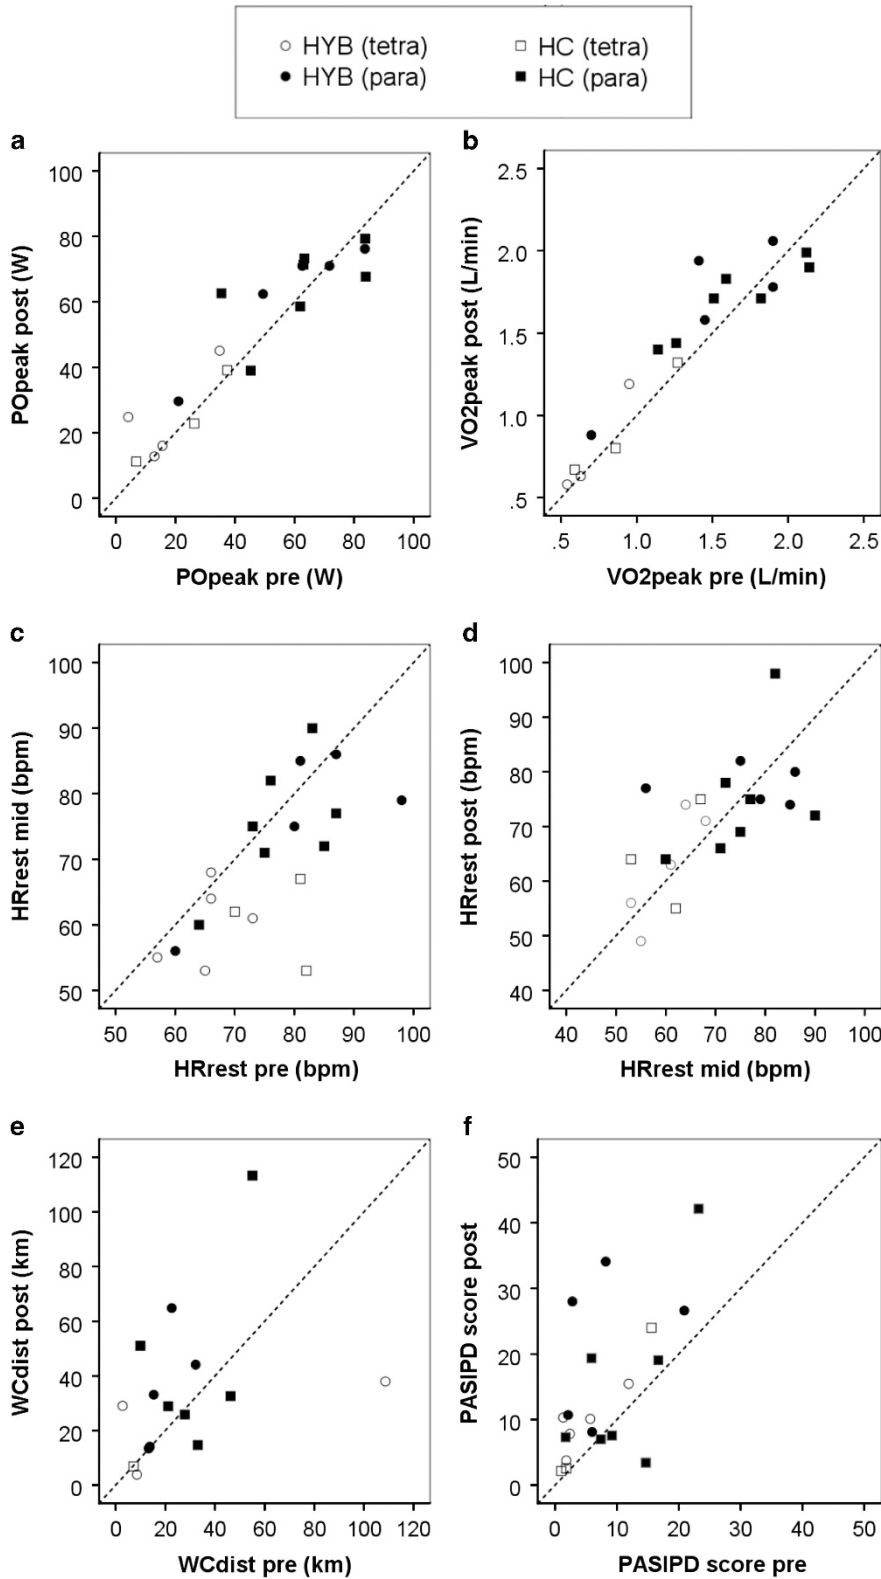 HYB (tetra) HC (tetra)
HYB (para) HC (para)
a
100
80
60
40
20
0
POpeak post (W)
0 20 40 60 80 100
POpeak pre (W)
b
2.5
2.0
1.5
1.0
.5
VO2peak post (L/min)
.5 1.0 1.5 2.0 2.5
VO2peak pre (L/min)
c
100
90
80
70
60
50
HRrest mid (bpm)
50 60 70 80 90 100
HRrest pre (bpm)
d
100
90
80
70
60
50
40
HRrest post (bpm)
40 50 60 70 80 90 100
HRrest mid (bpm)
e
120
100
80
60
40
20
0
WCdist post (km)
0 20 40 60 80 100 120
WCdist pre (km)
f
50
40
30
20
10
0
PASIPD score post
0 10 20 30 40 50
PASIPD score pre